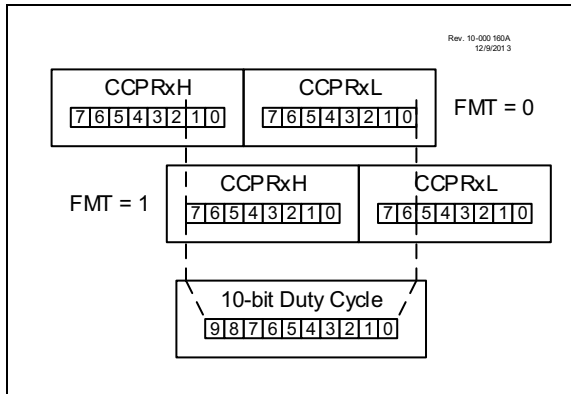 Rev. 10-000 160A
12/9/201 3
CCPRxH CCPRxL
7 6 5 4 3 2 1 0 7 6 5 4 3 2 1 0 FMT = 0
CCPRxH CCPRxL
FMT = 1 7 6 5 4 3 2 1 0 7 6 5 4 3 2 1 0
10-bit Duty Cycle
9 8 7 6 5 4 3 2 1 0